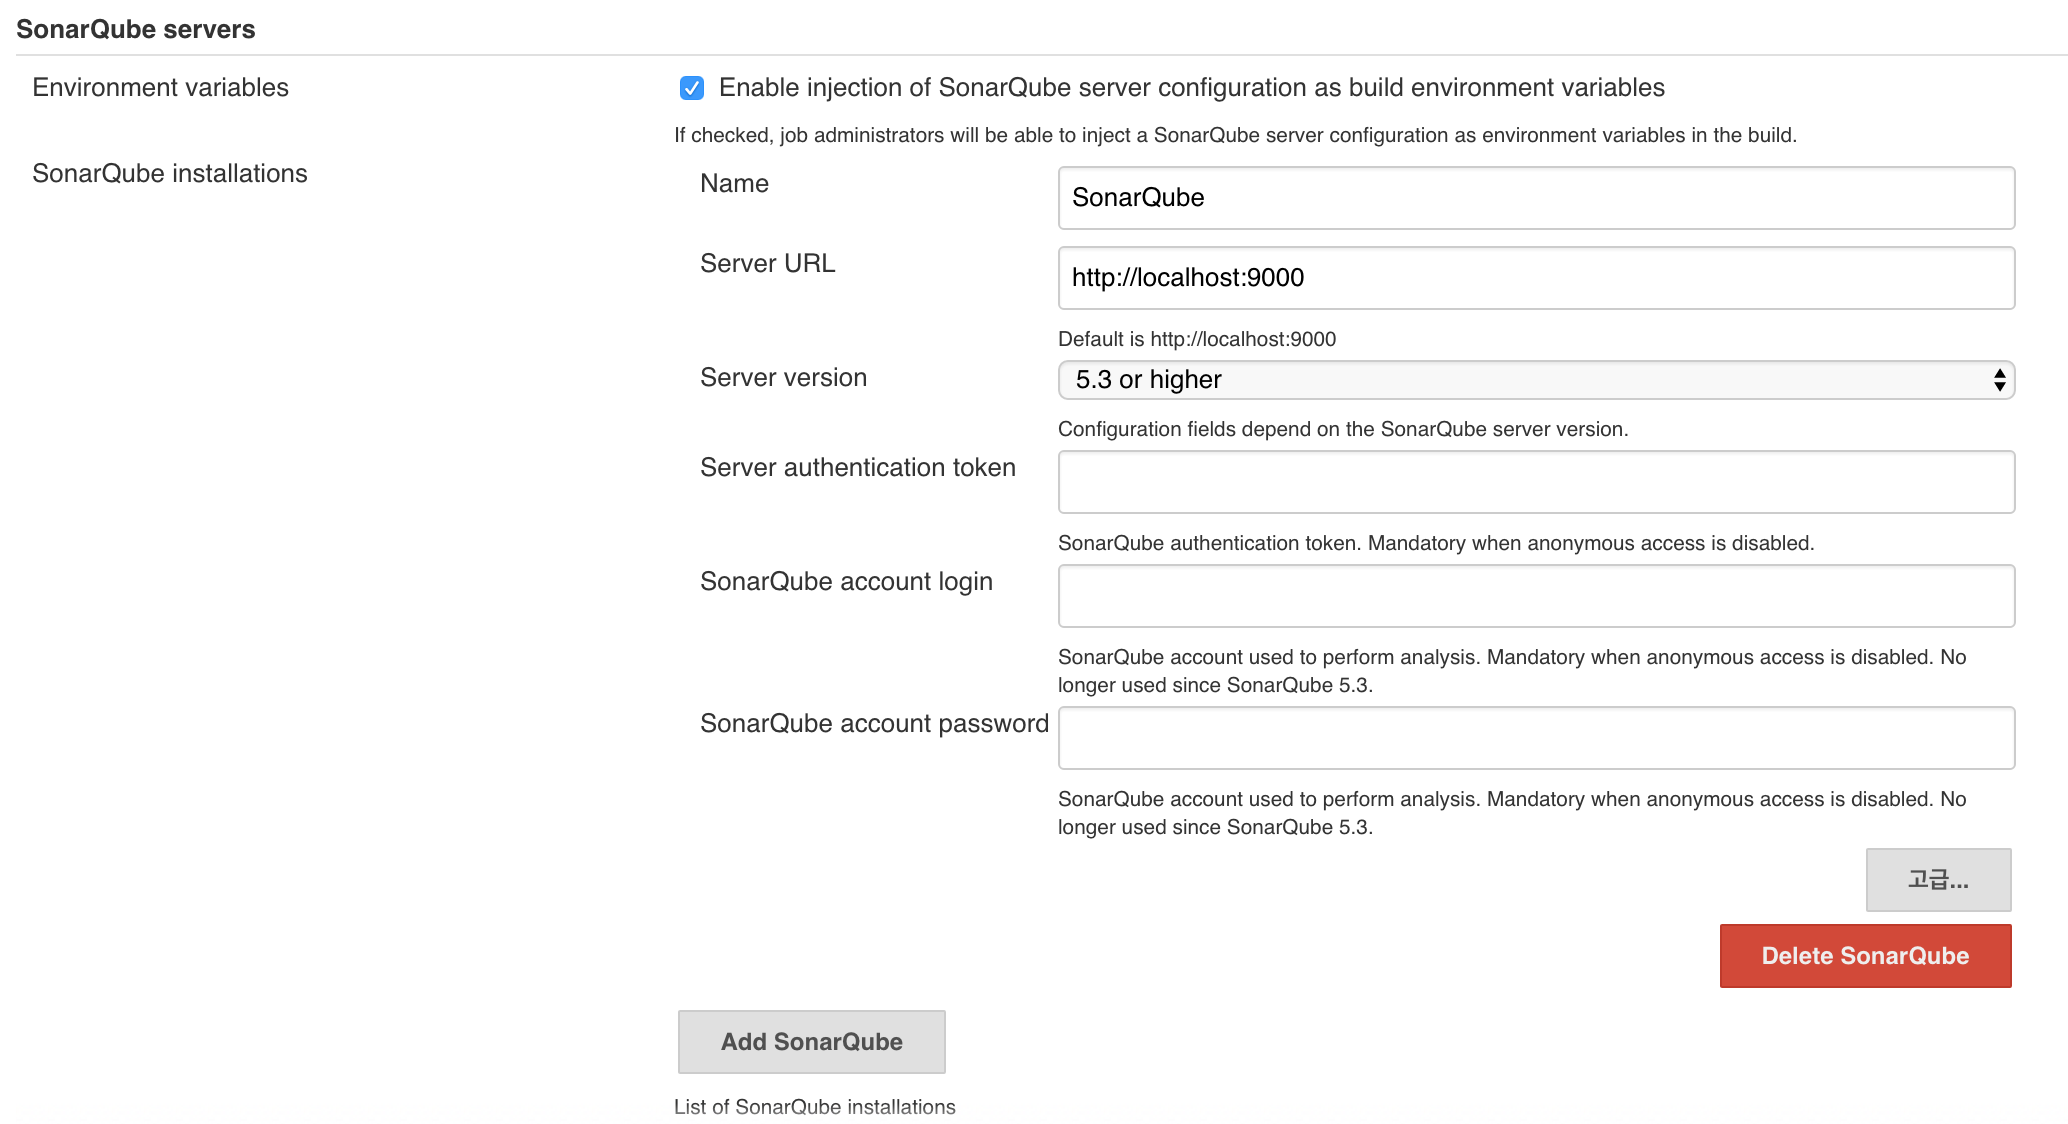 SonarQube servers
Environment variables
Enable injection of SonarQube server configuration as build environment variables
If checked, job administrators will be able to inject a SonarQube server configuration as environment variables in the build.
SonarQube installations
Name
SonarQube
Server URL
http://localhost:9000
Default is http://localhost:9000
Server version
5.3 or higher
Configuration fields depend on the SonarQube server version.
Server authentication token
SonarQube authentication token. Mandatory when anonymous access is disabled.
SonarQube account login
SonarQube account used to perform analysis. Mandatory when anonymous access is disabled. No
longer used since SonarQube 5.3.
SonarQube account password
SonarQube account used to perform analysis. Mandatory when anonymous access is disabled. No
longer used since SonarQube 5.3.
고급...
Delete SonarQube
Add SonarQube
List of SonarQube installations